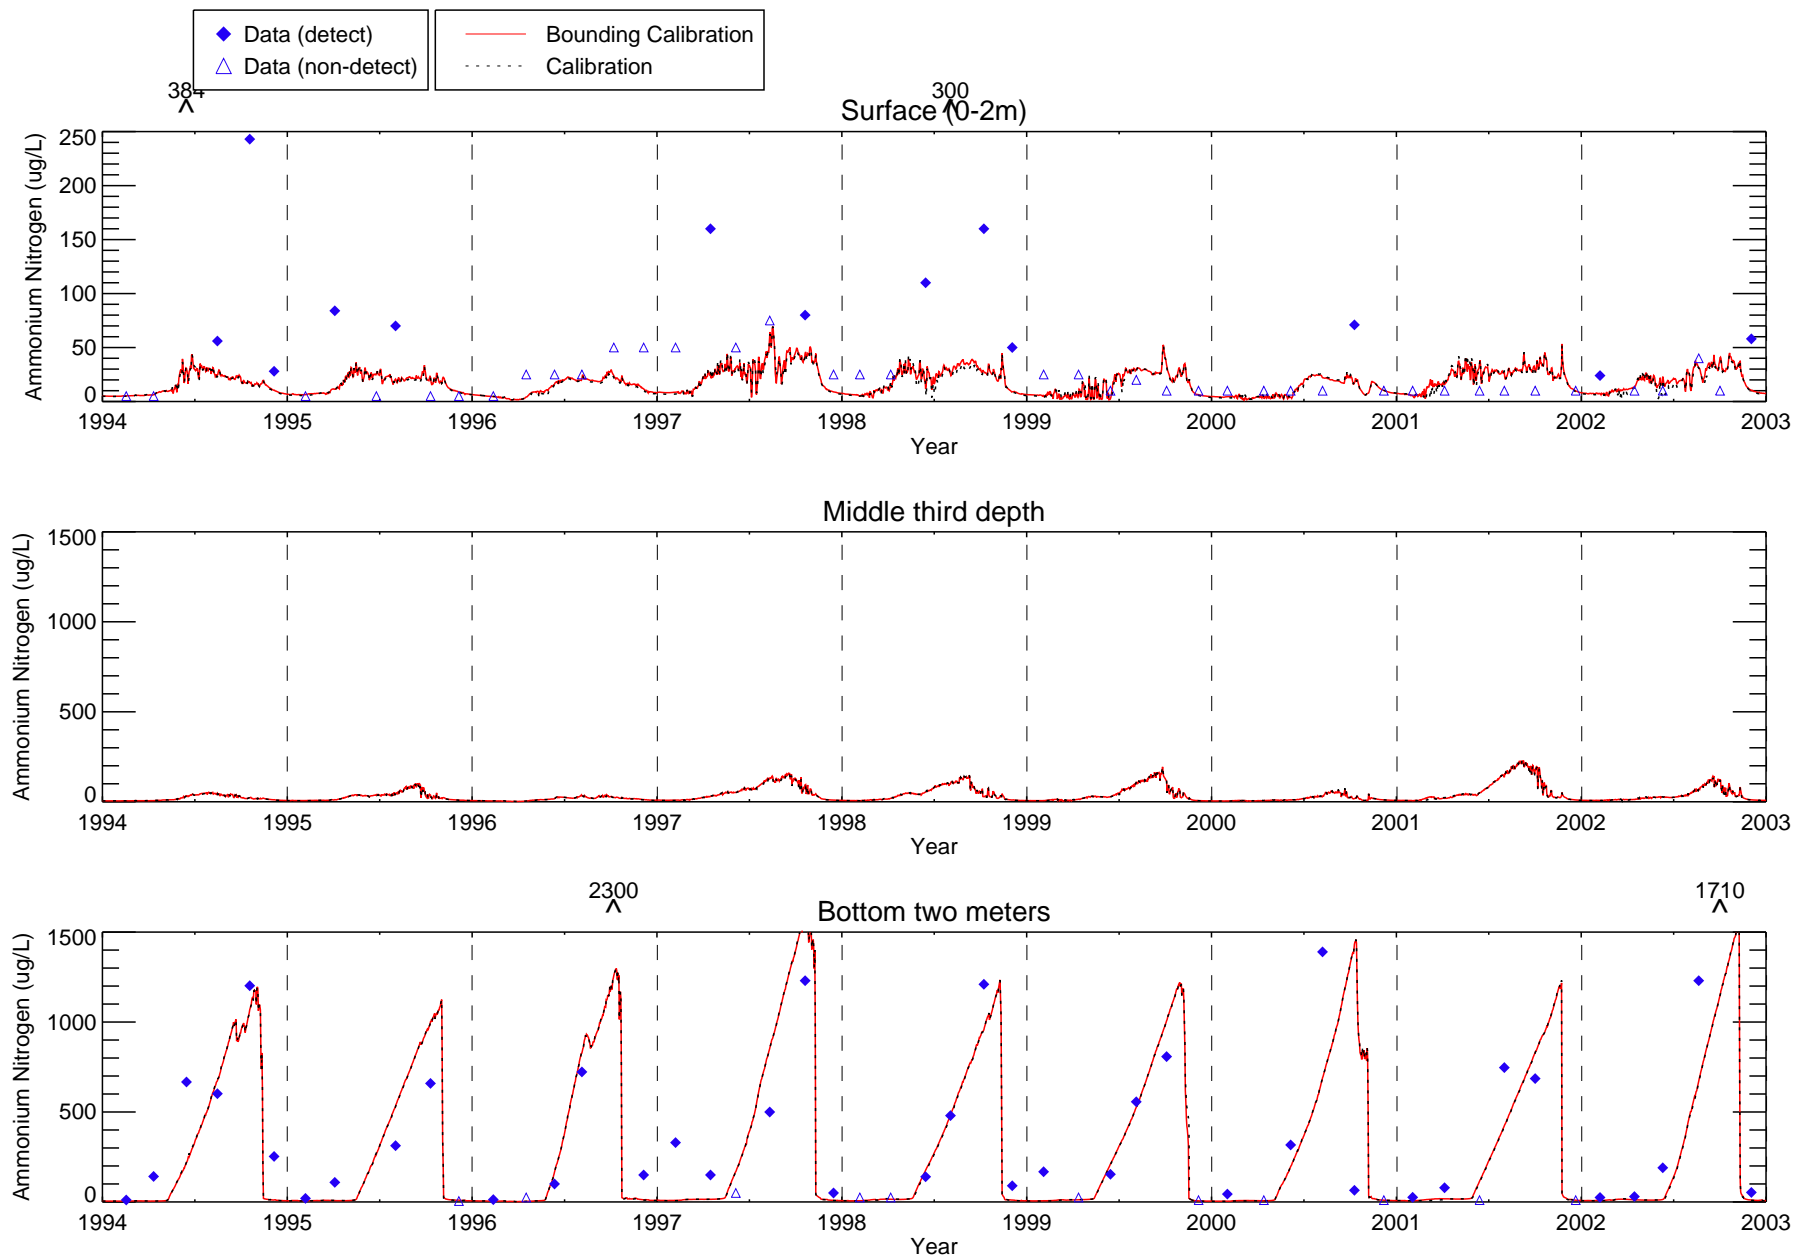 Data (detect)
Data (non-detect)
Bounding Calibration
Calibration
384
300
Surface (0-2m)
Ammonium Nitrogen (ug/L)
250
200
150
100
50
0
1994 1995 1996 1997 1998 1999 2000 2001 2002 2003
Year
Middle third depth
Ammonium Nitrogen (ug/L)
1500
1000
500
0
1994 1995 1996 1997 1998 1999 2000 2001 2002 2003
Year
2300
1710
Bottom two meters
Ammonium Nitrogen (ug/L)
1500
1000
500
0
1994 1995 1996 1997 1998 1999 2000 2001 2002 2003
Year